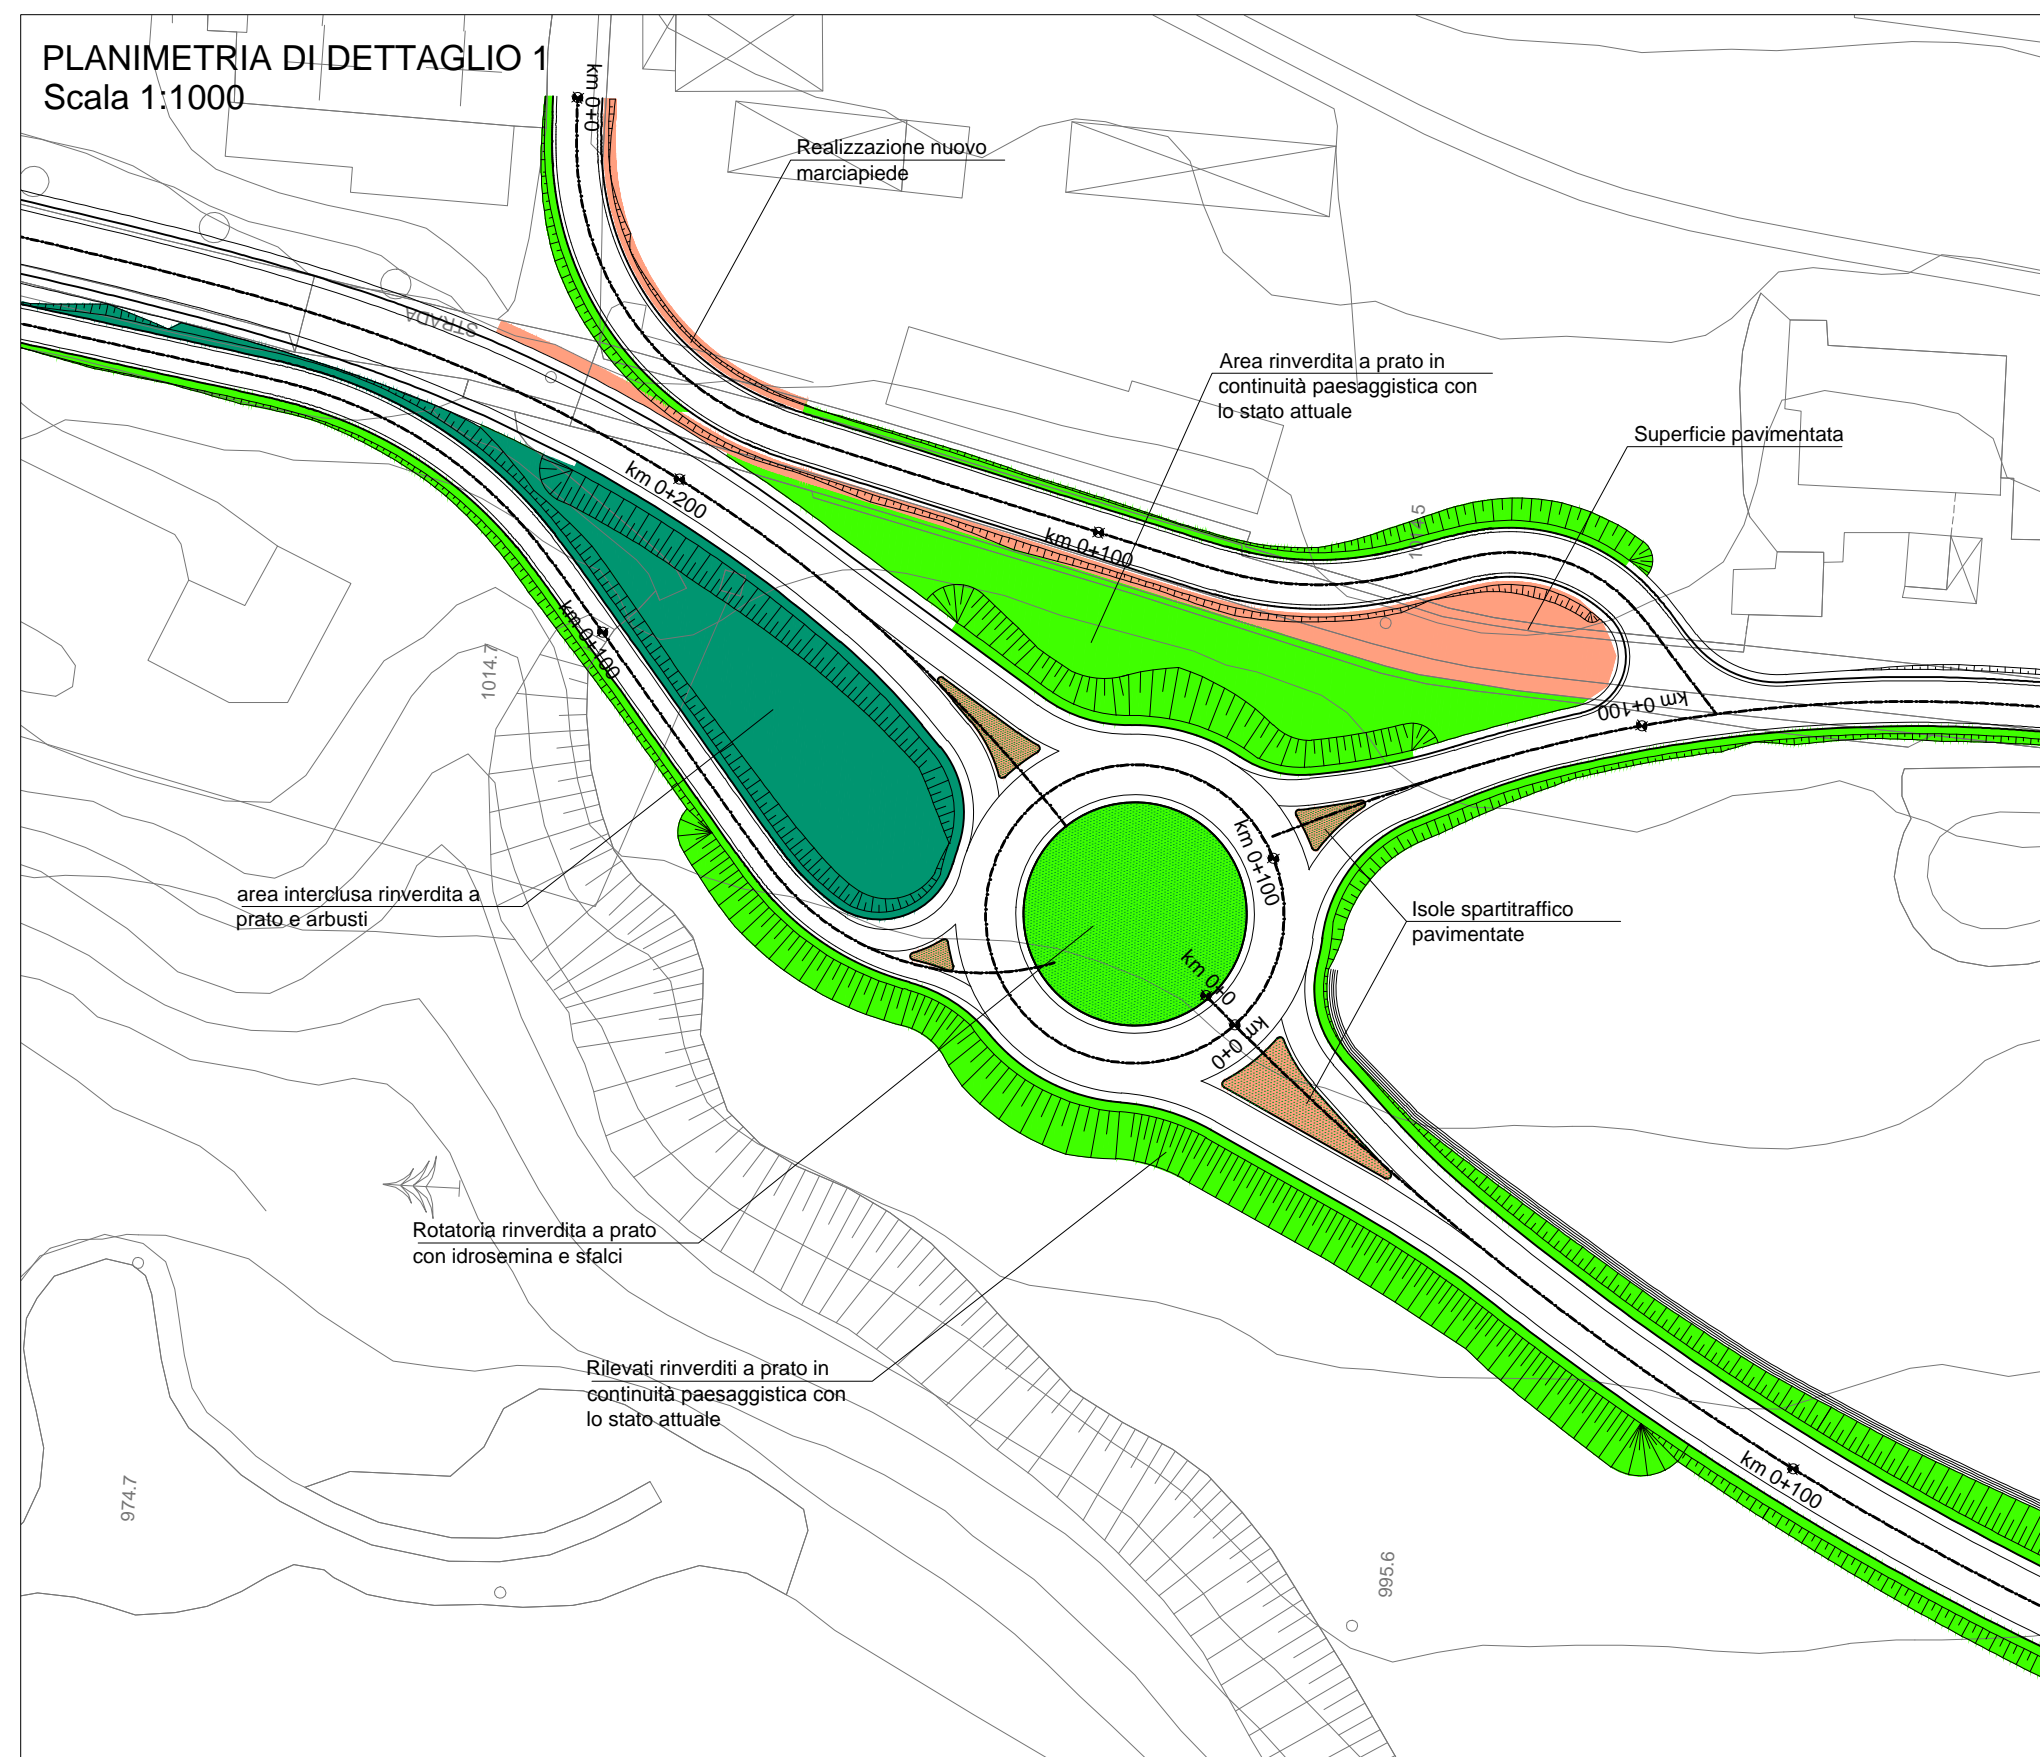 PLANIMETRIA DI DETTAGLIO 1
Scala 1:1000
km 0+0
Realizzazione nuovo
marciapiede
STRADA
Area rinverdita a prato in
continuità paesaggistica con
lo stato attuale
Superficie pavimentata
km 0+200
km 0+100
km 0+100
1014.7
km 0+100
km 0+100
area interclusa rinverdita a
prato e arbusti
Isole spartitraffico
pavimentate
km 0+0
km 0+0
Rotatoria rinverdita a prato
con idrosemina e sfalci
Rilevati rinverditi a prato in
continuità paesaggistica con
lo stato attuale
km 0+100
974.7
995.6